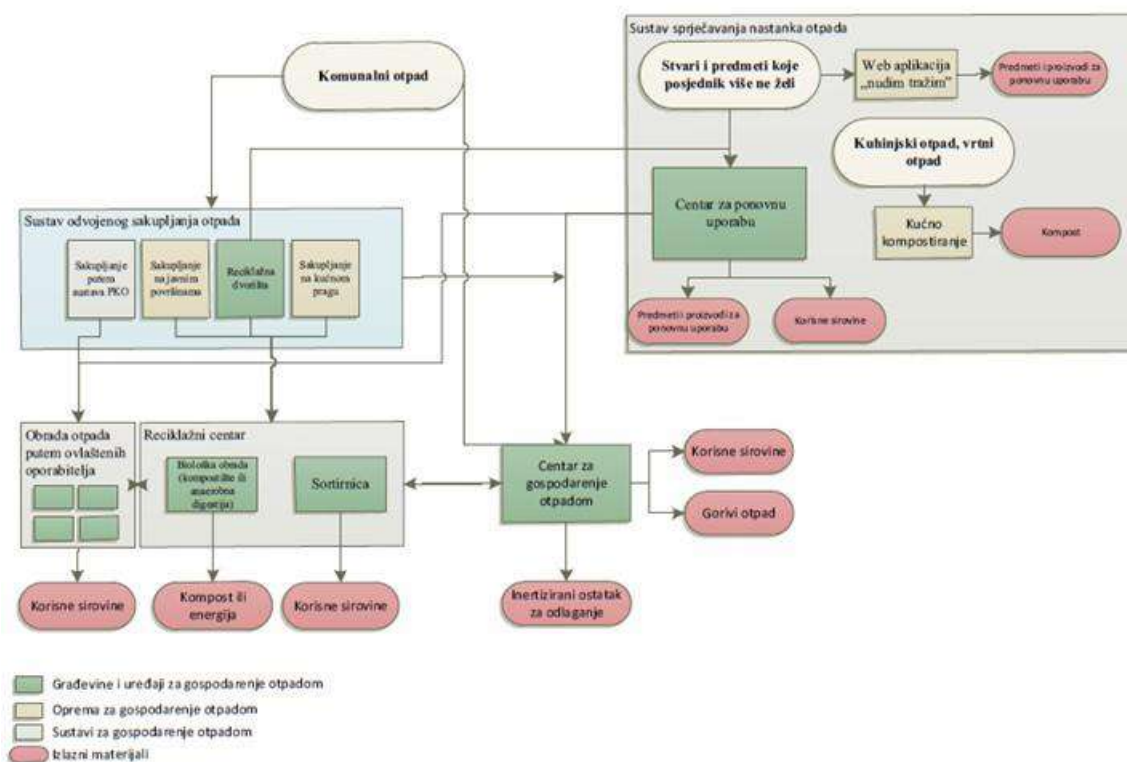 Sustav sprječavanja nastanka otpada
Komunalni otpad
Stvari i predmeti koje
posjednik više ne želi
Web aplikacija
„nudim tražim”
Predmeti i proizvodi za
ponovnu uporabu
Kuhinjski otpad, vrtni
otpad
Centar za ponovnu
uporabu
Kućno
kompostiranje
Kompost
Predmeti i proizvodi za
ponovnu uporabu
Korisne sirovine
Sustav odvojenog sakupljanja otpada
Sakupljanje
putem
sustava PKO
Sakupljanje
na javnim
površinama
Reciklažna
dvorišta
Sakupljanje
na kućnom
pragu
Obrada otpada
putem ovlaštenih
oporabitelja
Reciklažni centar
Biološka obrada
(kompostište ili
anaerobna
digestija)
Sortirnica
Centar za
gospodarenje
otpadom
Korisne sirovine
Gorivi otpad
Korisne sirovine
Kompost ili
energija
Korisne sirovine
Inertizirani ostatak
za odlaganje
Građevine i uređaji za gospodarenje otpadom
Oprema za gospodarenje otpadom
Sustavi za gospodarenje otpadom
Izlazni materijali